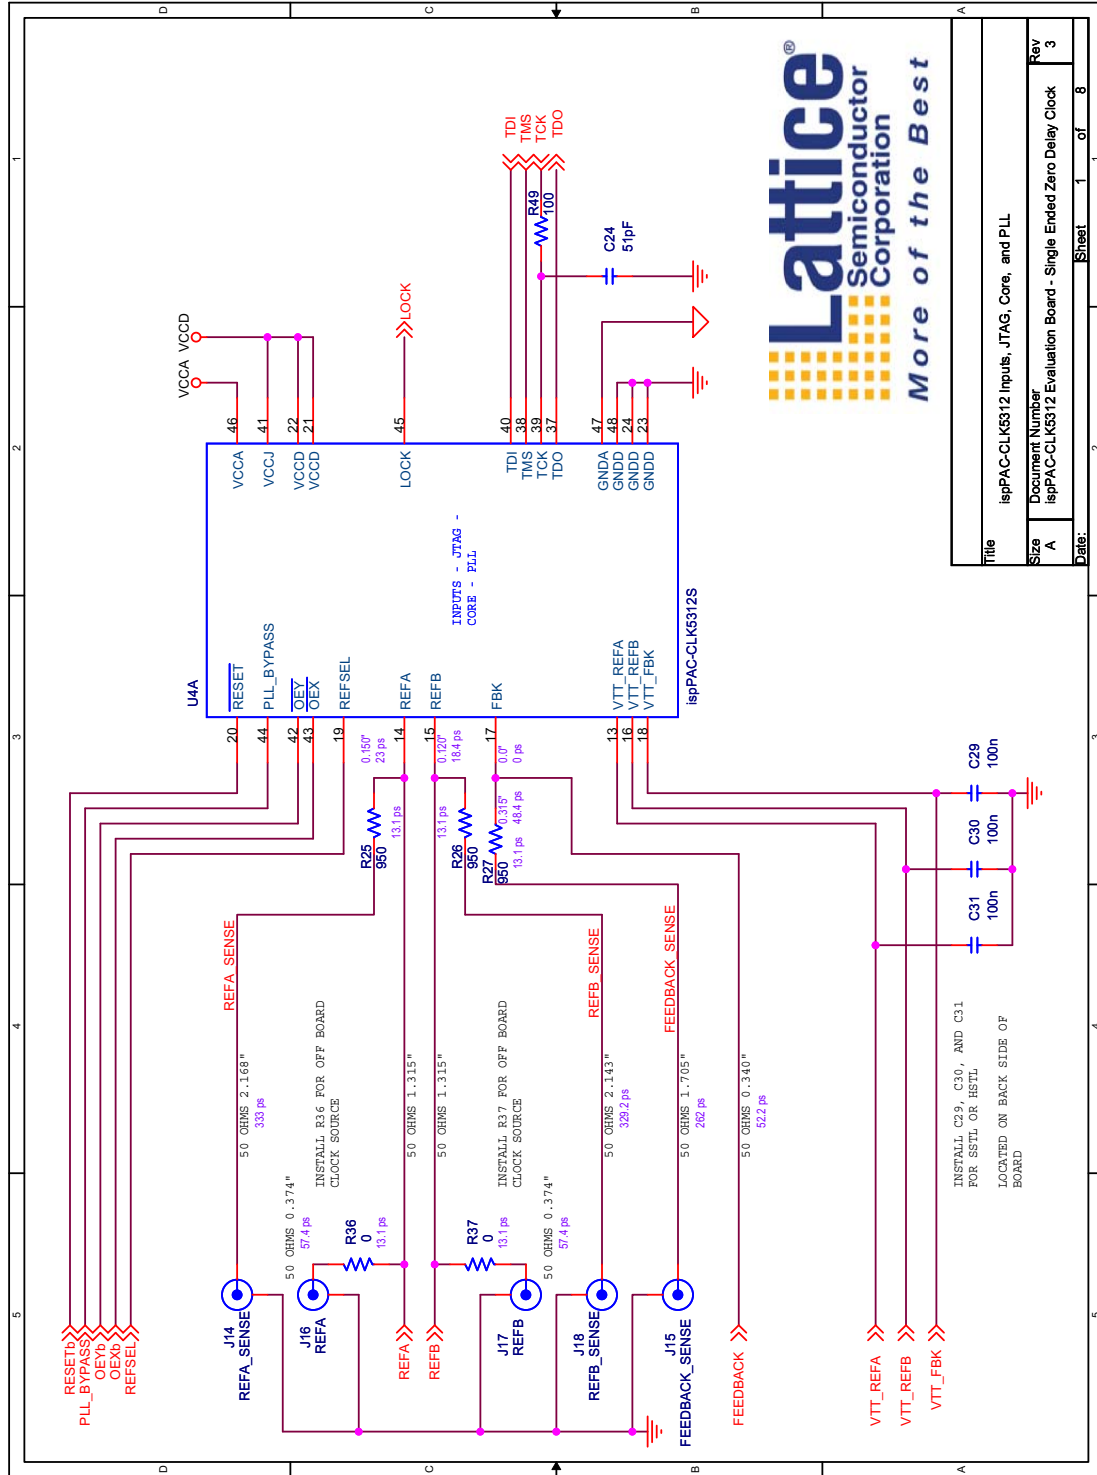 5
4
3
2
1
D
C
B
A
RESETb
PLL_BYPASS
OEYb
OEXb
REFSEL
J14
REFA_SENSE
J16
REFA
REFA
REFB
J17
REFB
J18
REFB_SENSE
J15
FEEDBACK_SENSE
FEEDBACK
VTT_REFA
VTT_REFB
VTT_FBK
50 OHMS 0.374"
57.4 ps
R36
0
13.1 ps
R37
0
13.1 ps
50 OHMS 0.374"
57.4 ps
50 OHMS 2.168"
333 ps
INSTALL R36 FOR OFF BOARD
CLOCK SOURCE
50 OHMS 1.315"
50 OHMS 1.315"
INSTALL R37 FOR OFF BOARD
CLOCK SOURCE
50 OHMS 2.143"
329.2 ps
50 OHMS 1.705"
262 ps
50 OHMS 0.340"
52.2 ps
REFA_SENSE
REFB_SENSE
FEEDBACK_SENSE
INSTALL C29, C30, AND C31
FOR SSTL OR HSTL
LOCATED ON BACK SIDE OF
BOARD
R25
950
13.1 ps
0.150"
23 ps
R26
950
13.1 ps
0.120"
18.4 ps
R27
950
13.1 ps
0.315"
48.4 ps
0.0"
0 ps
C31
100n
C30
100n
C29
100n
U4A
20 RESET
44 PLL_BYPASS
42 OEY
43 OEX
19 REFSEL
14 REFA
15 REFB
17 FBK
13 VTT_REFA
16 VTT_REFB
18 VTT_FBK
INPUTS - JTAG -
CORE - PLL
ispPAC-CLK5312S
VCCA 46
VCCJ 41
VCCD 22
VCCD 21
LOCK 45
TDI 40
TMS 38
TCK 39
TDO 37
GNDA 47
GNDD 48
GNDD 24
GNDD 23
VCCA VCCD
LOCK
R49
100
C24
51pF
TDI
TMS
TCK
TDO
Lattice®
Semiconductor
Corporation
More of the Best
Title
ispPAC-CLK5312 Inputs, JTAG, Core, and PLL
Size
A
Document Number
ispPAC-CLK5312 Evaluation Board - Single Ended Zero Delay Clock
Rev
3
Date:
Sheet 1 of 8
5
4
3
2
1
D
C
B
A